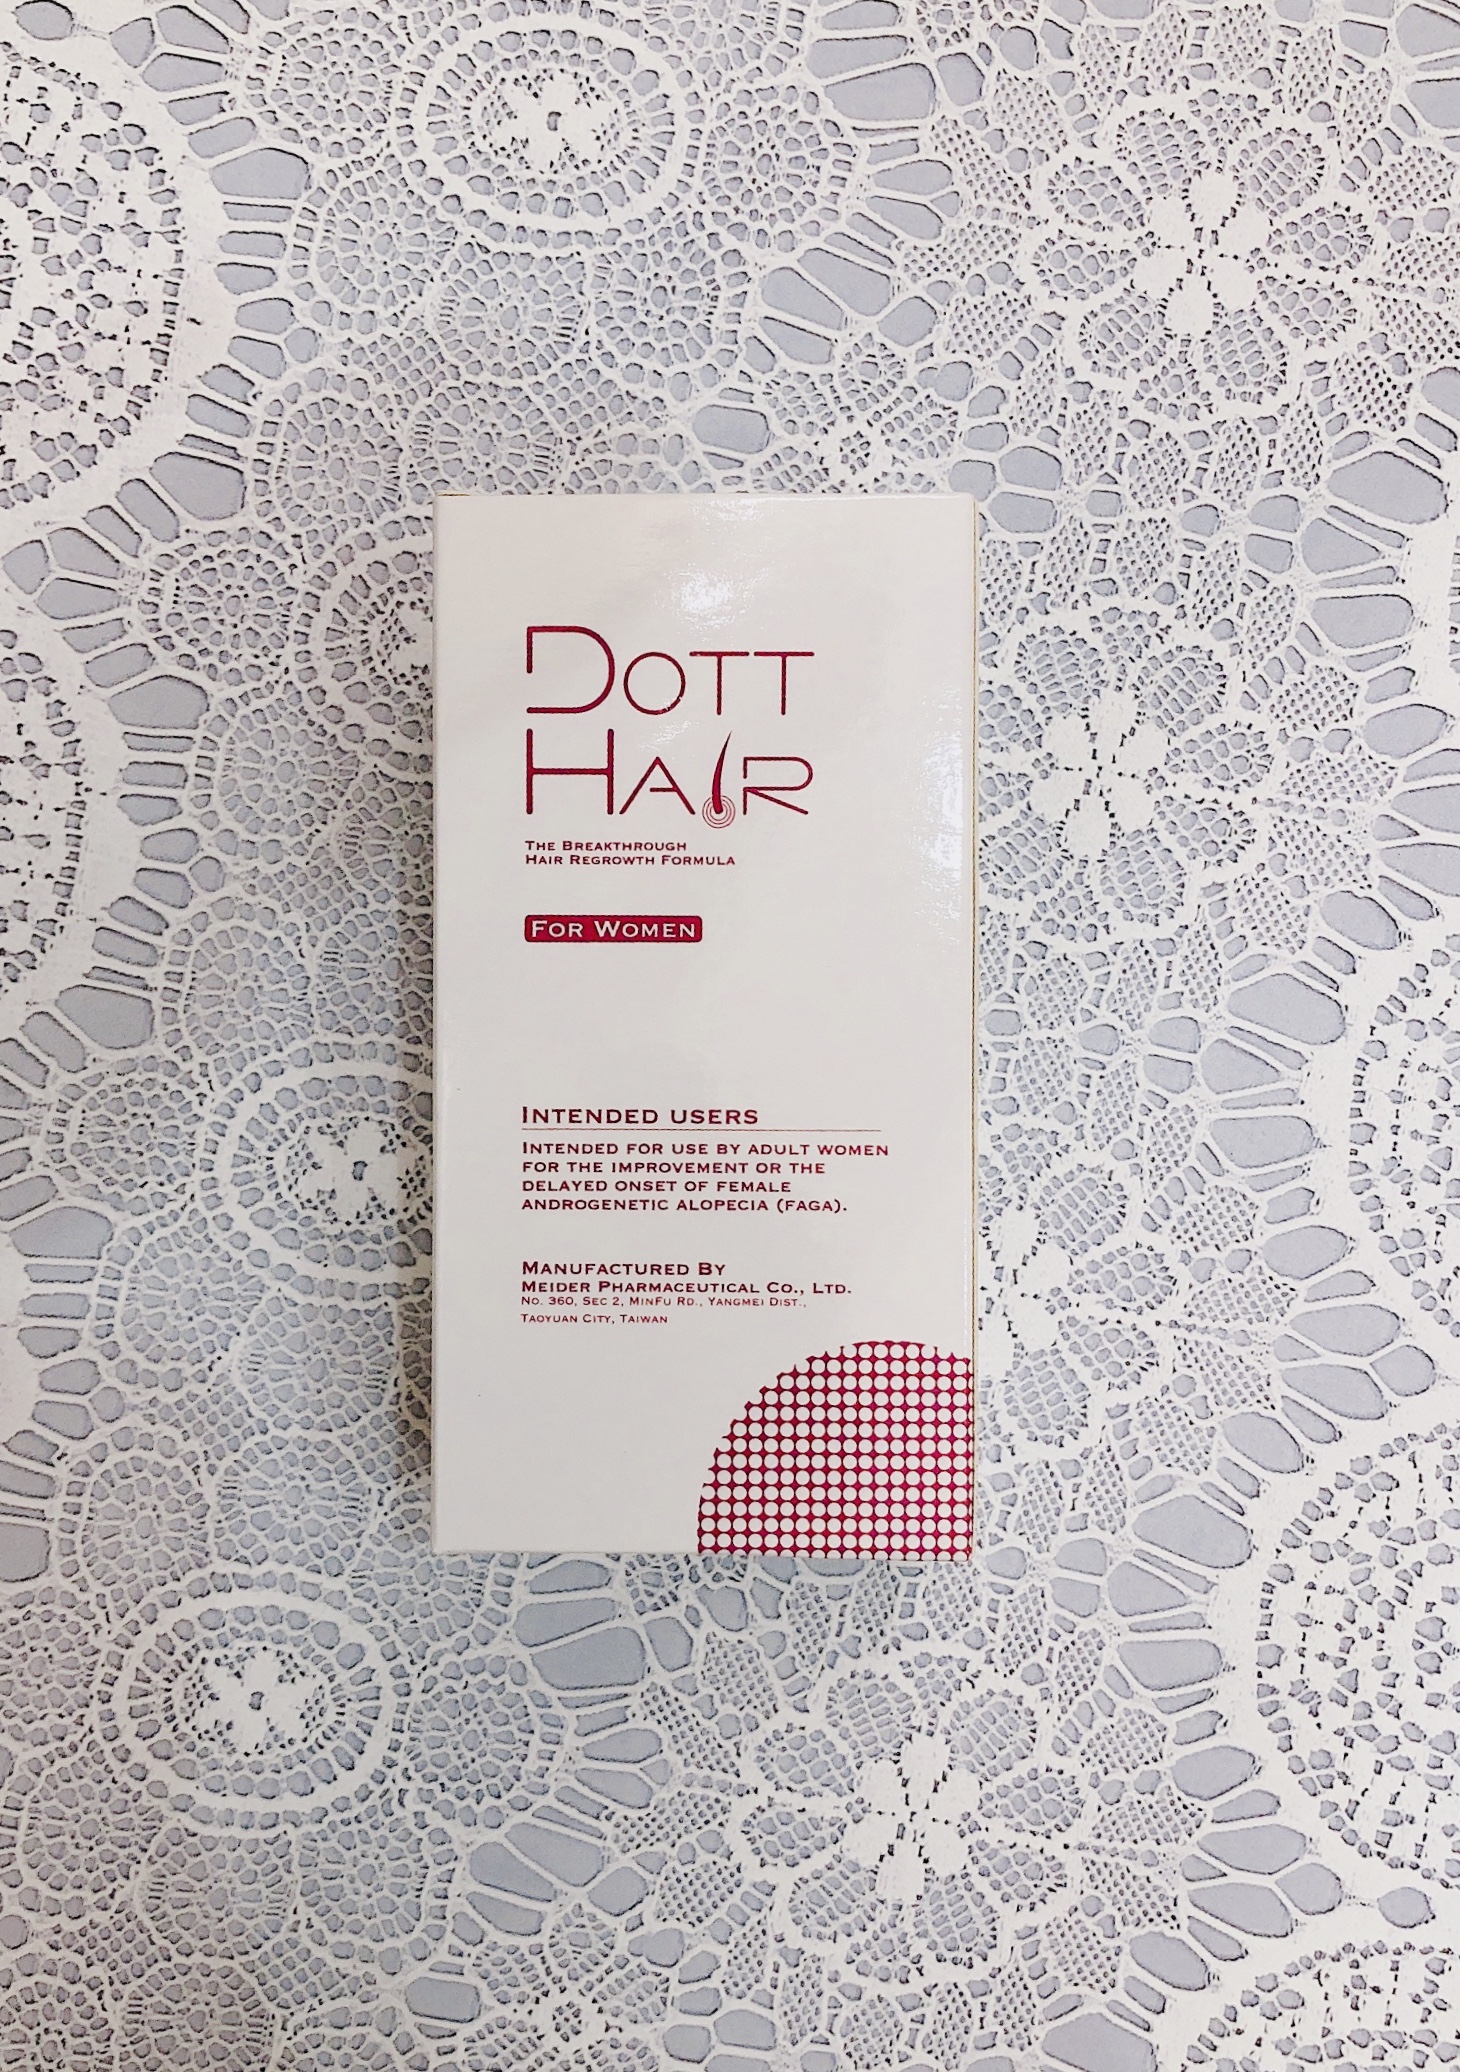 DOTT
HAIR
THE BREAKTHROUGH
HAIR REGROWTH FORMULA
FOR WOMEN
INTENDED USERS
INTENDED FOR USE BY ADULT WOMEN
FOR THE IMPROVEMENT OR THE
DELAYED ONSET OF FEMALE
ANDROGENETIC ALOPECIA (FAGA).
MANUFACTURED BY
MEIDER PHARMACEUTICAL CO., LTD.
NO. 360, SEC 2, MINFU RD., YANGMEI DIST.,
TAOYUAN CITY, TAIWAN